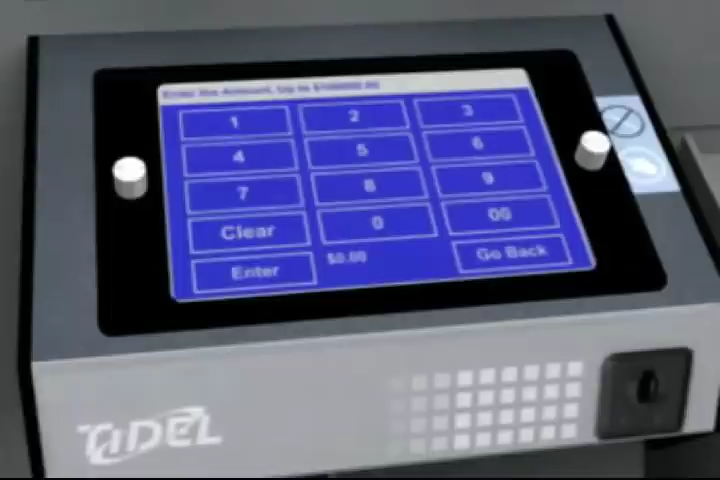 Enter the Amount, Up to $100000.00
1 2 3
4 5 6
7 8 9
Clear 0 00
Enter $0.00 Go Back
TIDEL